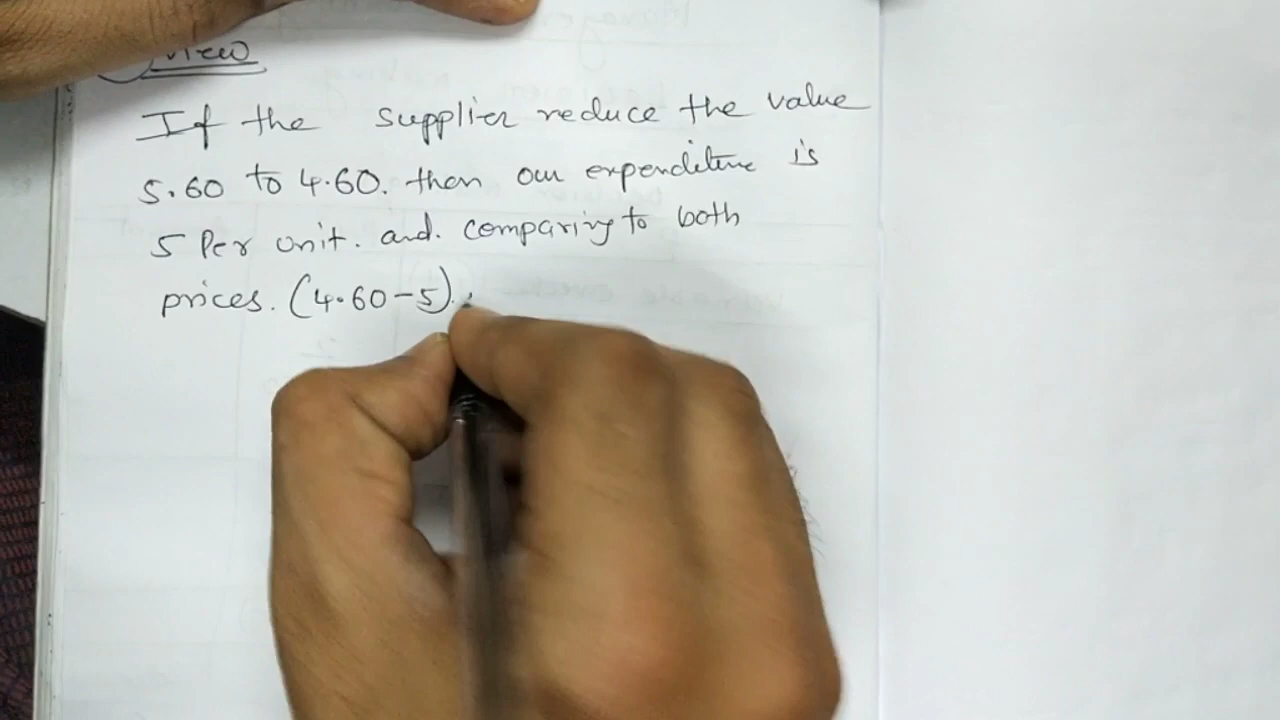 view
If the supplier reduce the value
5.60 to 4.60. then our expenditure is
5 Per unit. and. comparing to both
prices. (4.60-5).